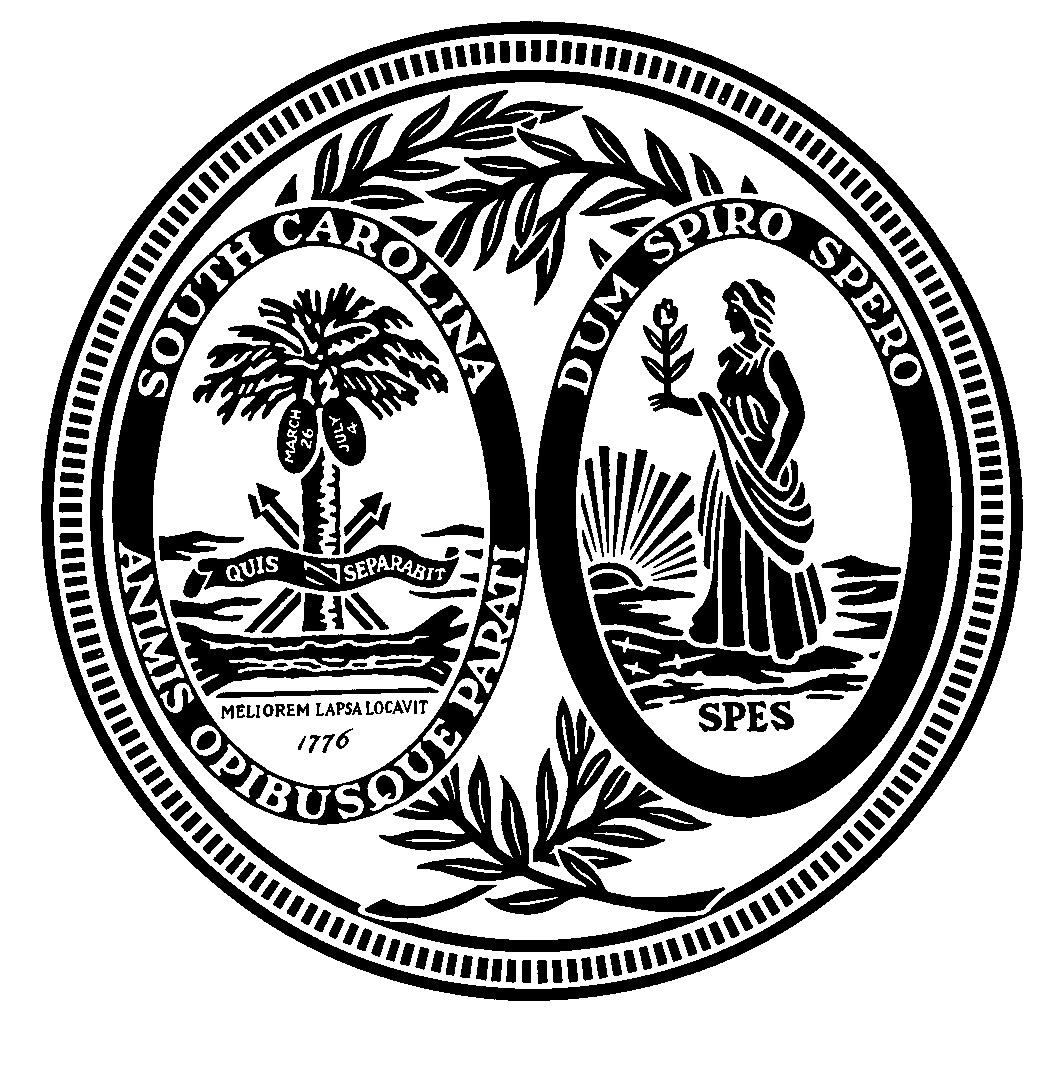 SOUTH CAROLINA
MARCH
26
JULY
4
QUIS SEPARABIT
MELIOREM LAPSA LOCAVIT
1776
ANIMIS OPIBUSQUE PARATI
DUM SPIRO SPERO
SPES